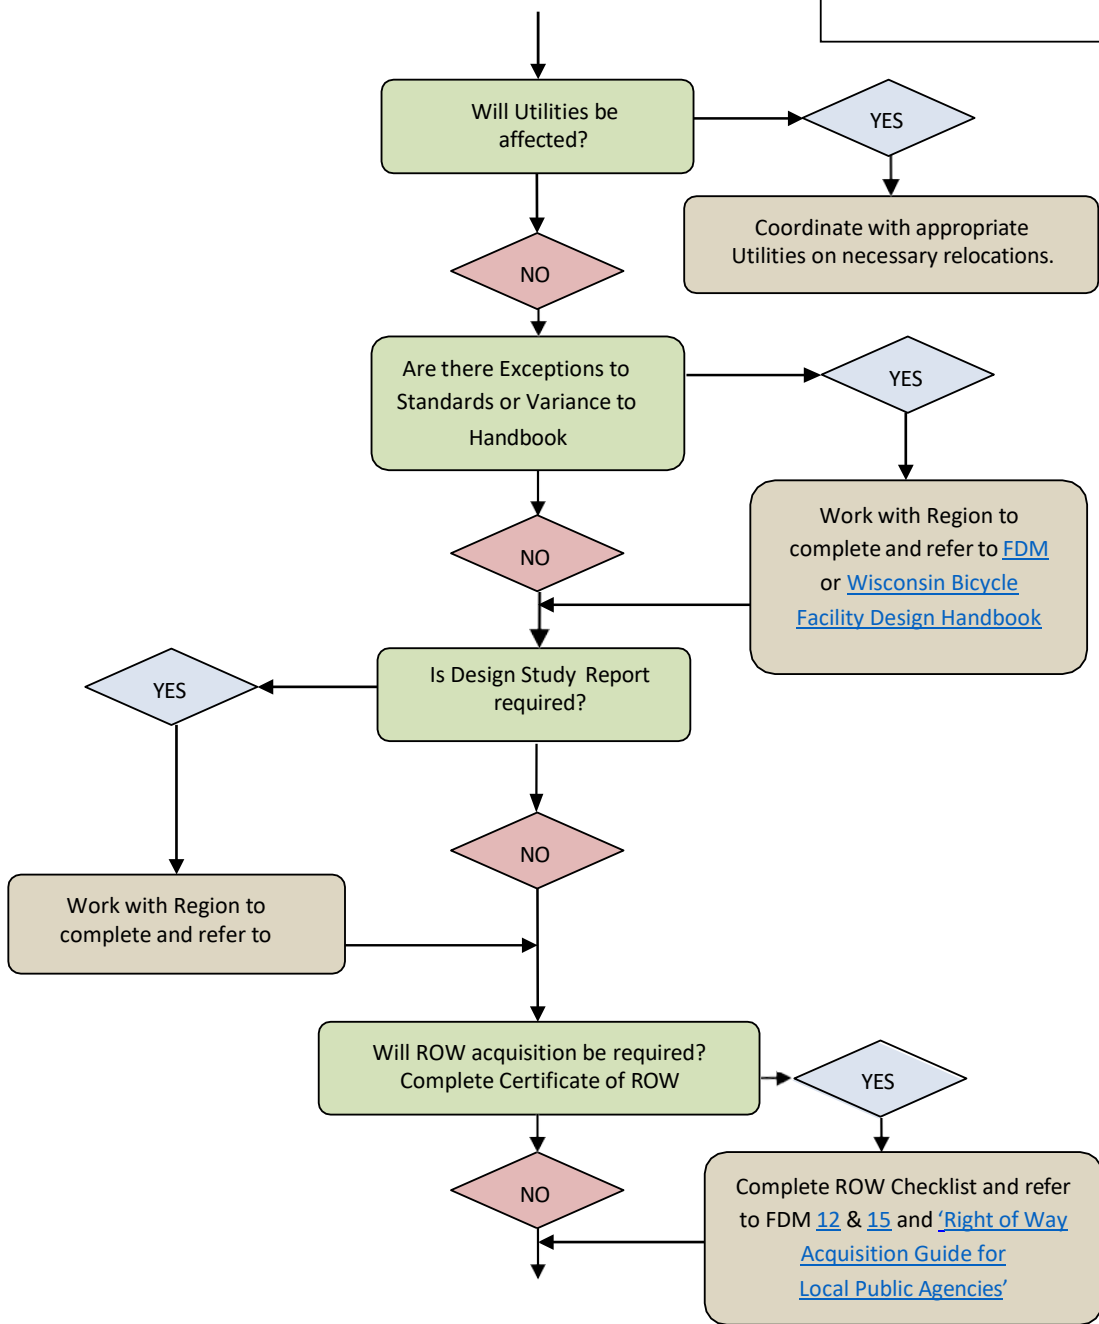 Will Utilities be
affected?
YES
Coordinate with appropriate
Utilities on necessary relocations.
NO
Are there Exceptions to
Standards or Variance to
Handbook
YES
Work with Region to
complete and refer to FDM
or Wisconsin Bicycle
Facility Design Handbook
NO
Is Design Study Report
required?
YES
NO
Work with Region to
complete and refer to
Will ROW acquisition be required?
Complete Certificate of ROW
YES
NO
Complete ROW Checklist and refer
to FDM 12 & 15 and ‘Right of Way
Acquisition Guide for
Local Public Agencies’